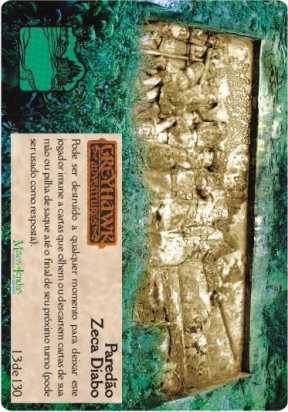 Paredão
Zeca Diabo
GREYHAWK
ADVENTURES
Pode ser destruído a qualquer momento para deixar este
jogador imune a cartas que olhem ou descartem cartas de sua
mão ou pilha de saque até o final de seu próximo turno (pode
ser usado como resposta).
13 de 130